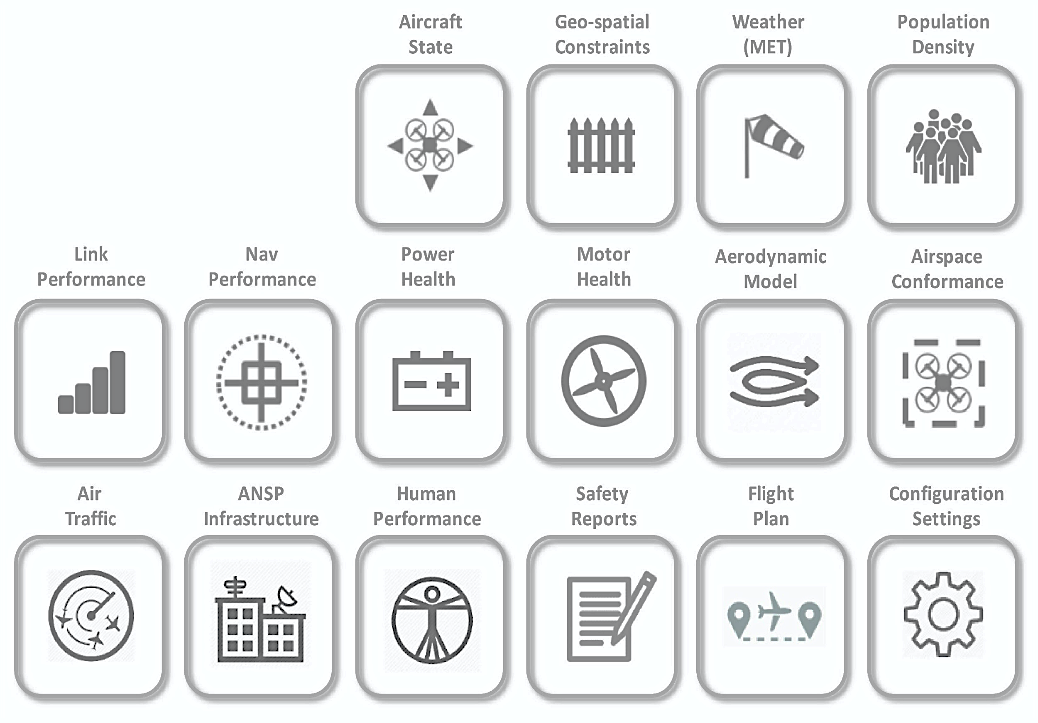 Aircraft
State
Geo-spatial
Constraints
Weather
(MET)
Population
Density
Link
Performance
Nav
Performance
Power
Health
Motor
Health
Aerodynamic
Model
Airspace
Conformance
Air
Traffic
ANSP
Infrastructure
Human
Performance
Safety
Reports
Flight
Plan
Configuration
Settings